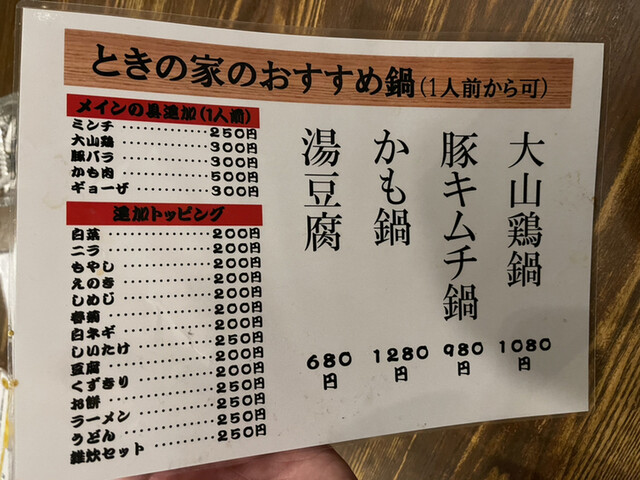 ときの家のおすすめ鍋(1人前から可)
メインの具追加(1人前)
ミンチ ・・・・・・・・・・・・ 250円
大山鶏 ・・・・・・・・・・・・ 300円
豚バラ ・・・・・・・・・・・・ 300円
かも肉 ・・・・・・・・・・・・ 500円
ギョーザ ・・・・・・・・・・・・ 300円
追加トッピング
白菜 ・・・・・・・・・・・・ 200円
ニラ ・・・・・・・・・・・・ 200円
もやし ・・・・・・・・・・・・ 200円
えのき ・・・・・・・・・・・・ 200円
しめじ ・・・・・・・・・・・・ 200円
春菊 ・・・・・・・・・・・・ 200円
白ネギ ・・・・・・・・・・・・ 200円
しいたけ ・・・・・・・・・・・・ 250円
豆腐 ・・・・・・・・・・・・ 200円
くずきり ・・・・・・・・・・・・ 250円
お餅 ・・・・・・・・・・・・ 250円
ラーメン ・・・・・・・・・・・・ 250円
うどん ・・・・・・・・・・・・ 250円
雑炊セット ・・・・・・・・・・・・ 250円
大山鶏鍋 1080円
豚キムチ鍋 980円
かも鍋 1280円
湯豆腐 680円